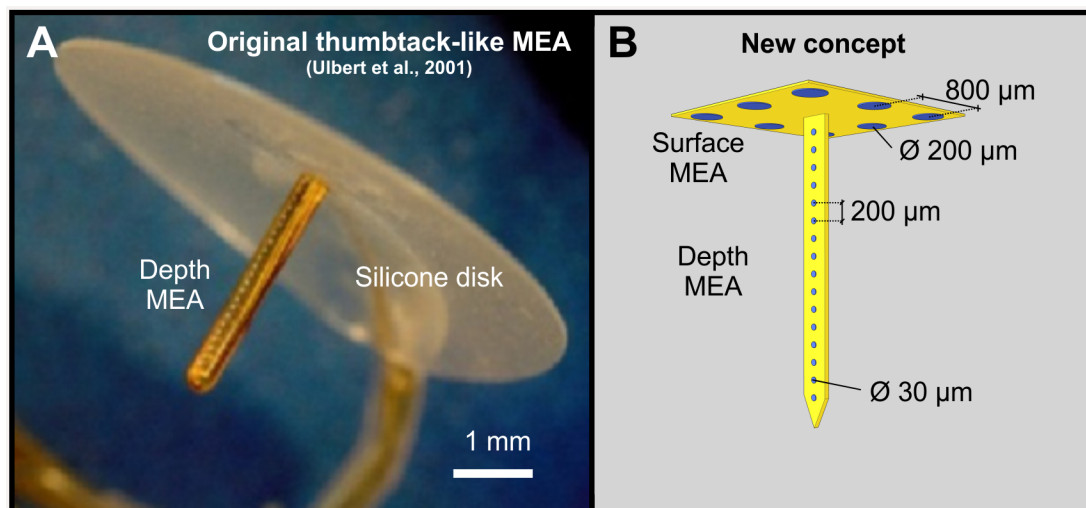 A
Original thumbtack-like MEA
(Ulbert et al., 2001)
Depth
MEA
Silicone disk
1 mm
B
New concept
800 µm
Surface
MEA
Ø 200 µm
200 µm
Depth
MEA
Ø 30 µm